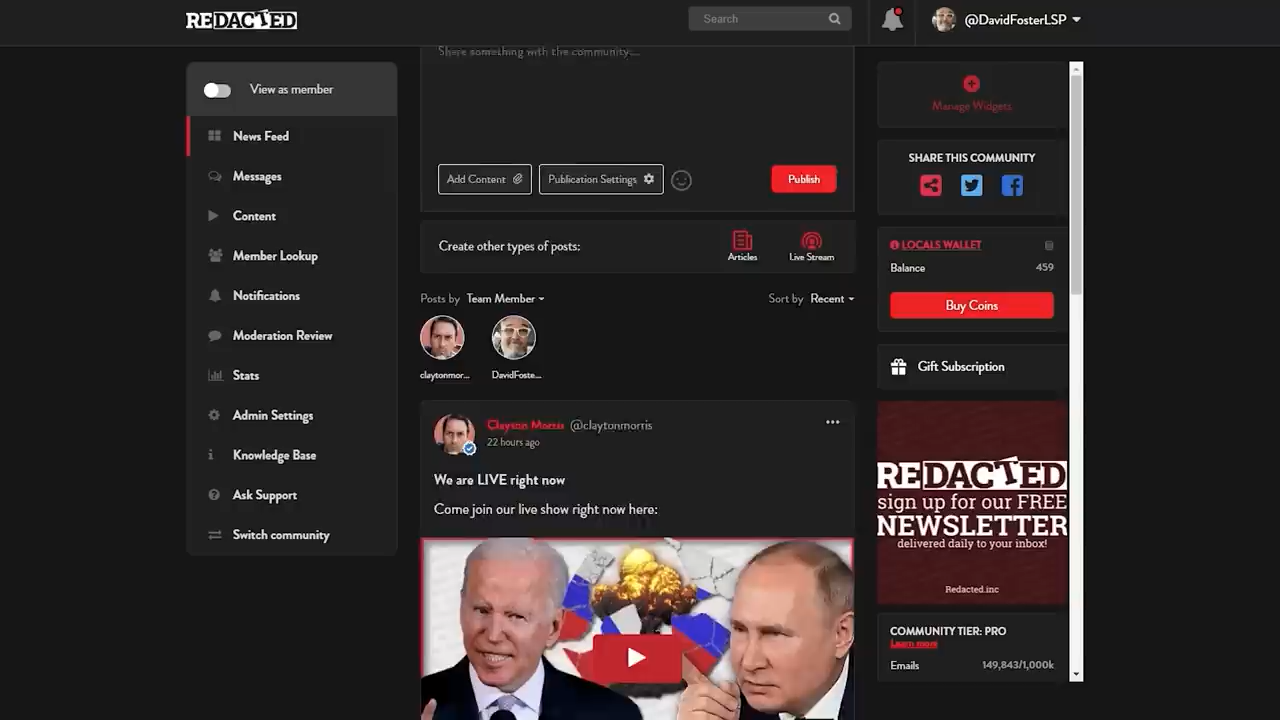 REDACTED
Search
@DavidFosterLSP
View as member
News Feed
Messages
Content
Member Lookup
Notifications
Moderation Review
Stats
Admin Settings
Knowledge Base
Ask Support
Switch community
Share something with the community...
Add Content
Publication Settings
Publish
Create other types of posts:
Articles
Live Stream
Posts by Team Member
Sort by Recent
claytonmor...
DavidFoste...
Clayton Morris @claytonmorris
22 hours ago
We are LIVE right now
Come join our live show right now here:
Manage Widgets
SHARE THIS COMMUNITY
LOCALS WALLET
Balance 459
Buy Coins
Gift Subscription
REDACTED
sign up for our FREE
NEWSLETTER
delivered daily to your inbox!
Redacted.inc
COMMUNITY TIER: PRO
Learn more
Emails 149,843/1,000k